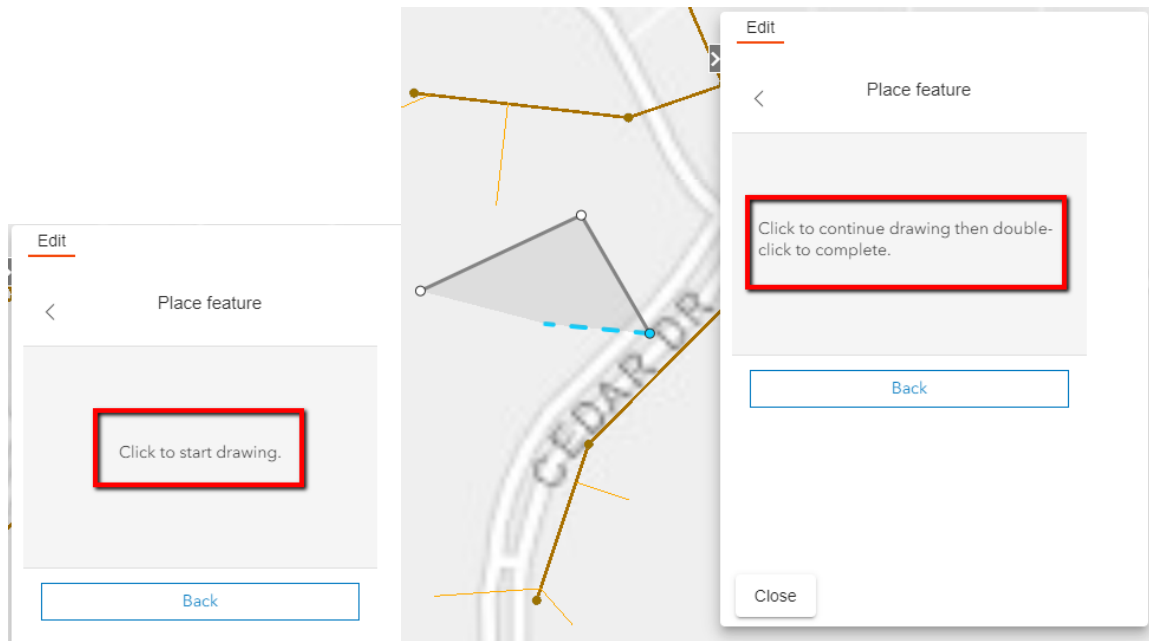 Edit
Place feature
Click to start drawing.
Back
CEDAR DR
Edit
Place feature
Click to continue drawing then double-
click to complete.
Back
Close